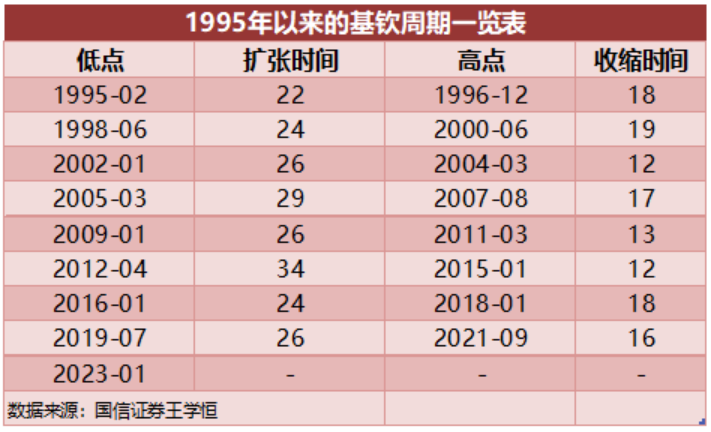 1995年以来的基钦周期一览表
低点 扩张时间 高点 收缩时间
1995-02 22 1996-12 18
1998-06 24 2000-06 19
2002-01 26 2004-03 12
2005-03 29 2007-08 17
2009-01 26 2011-03 13
2012-04 34 2015-01 12
2016-01 24 2018-01 18
2019-07 26 2021-09 16
2023-01 - - -
数据来源：国信证券王学恒